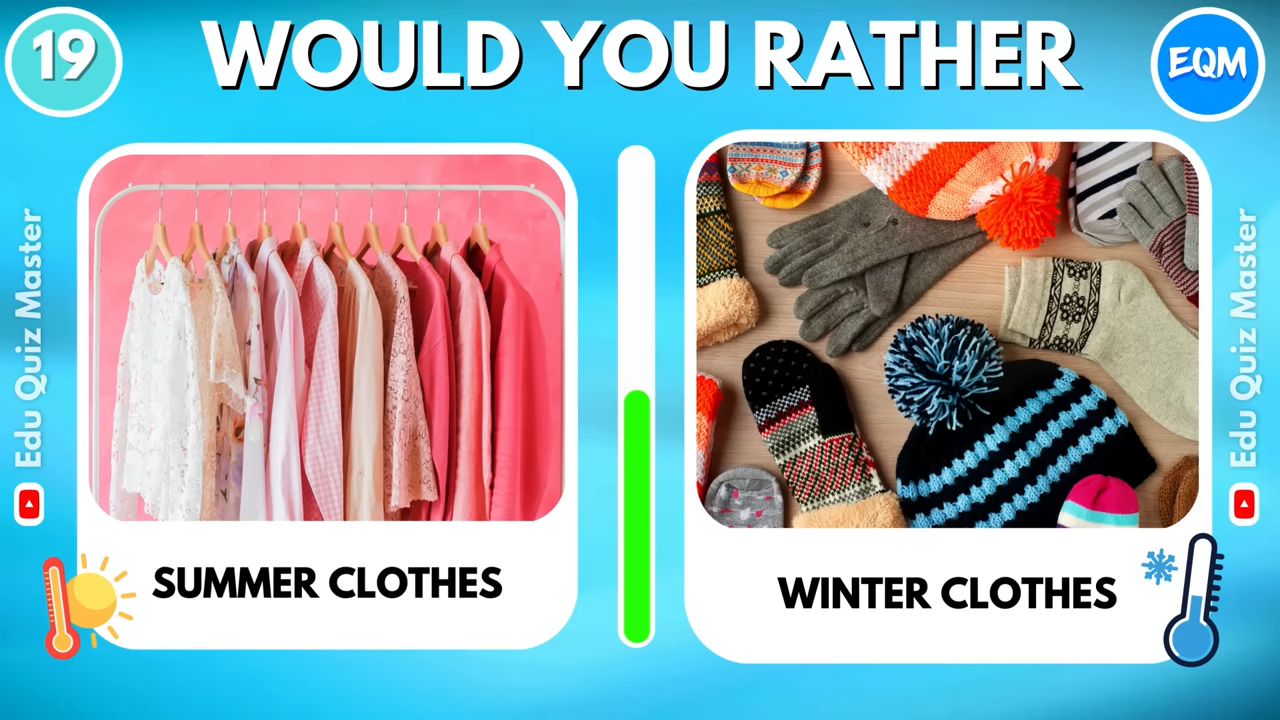 19
WOULD YOU RATHER
EQM
Edu Quiz Master
Edu Quiz Master
SUMMER CLOTHES
WINTER CLOTHES